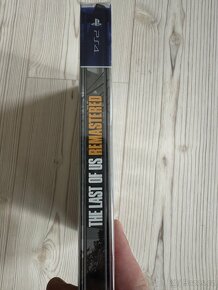 PS4
THE LAST OF US REMASTERED